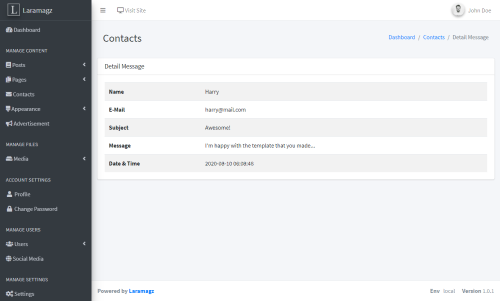 L Laramagz
Visit Site
John Doe
Dashboard
MANAGE CONTENT
Posts
Pages
Contacts
Appearance
Advertisement
MANAGE FILES
Media
ACCOUNT SETTINGS
Profile
Change Password
MANAGE USERS
Users
Social Media
MANAGE SETTINGS
Settings
Contacts
Dashboard / Contacts / Detail Message
Detail Message
Name Harry
E-Mail harry@mail.com
Subject Awesome!
Message I'm happy with the template that you made...
Date & Time 2020-08-10 06:08:48
Powered by Laramagz
Env local Version 1.0.1